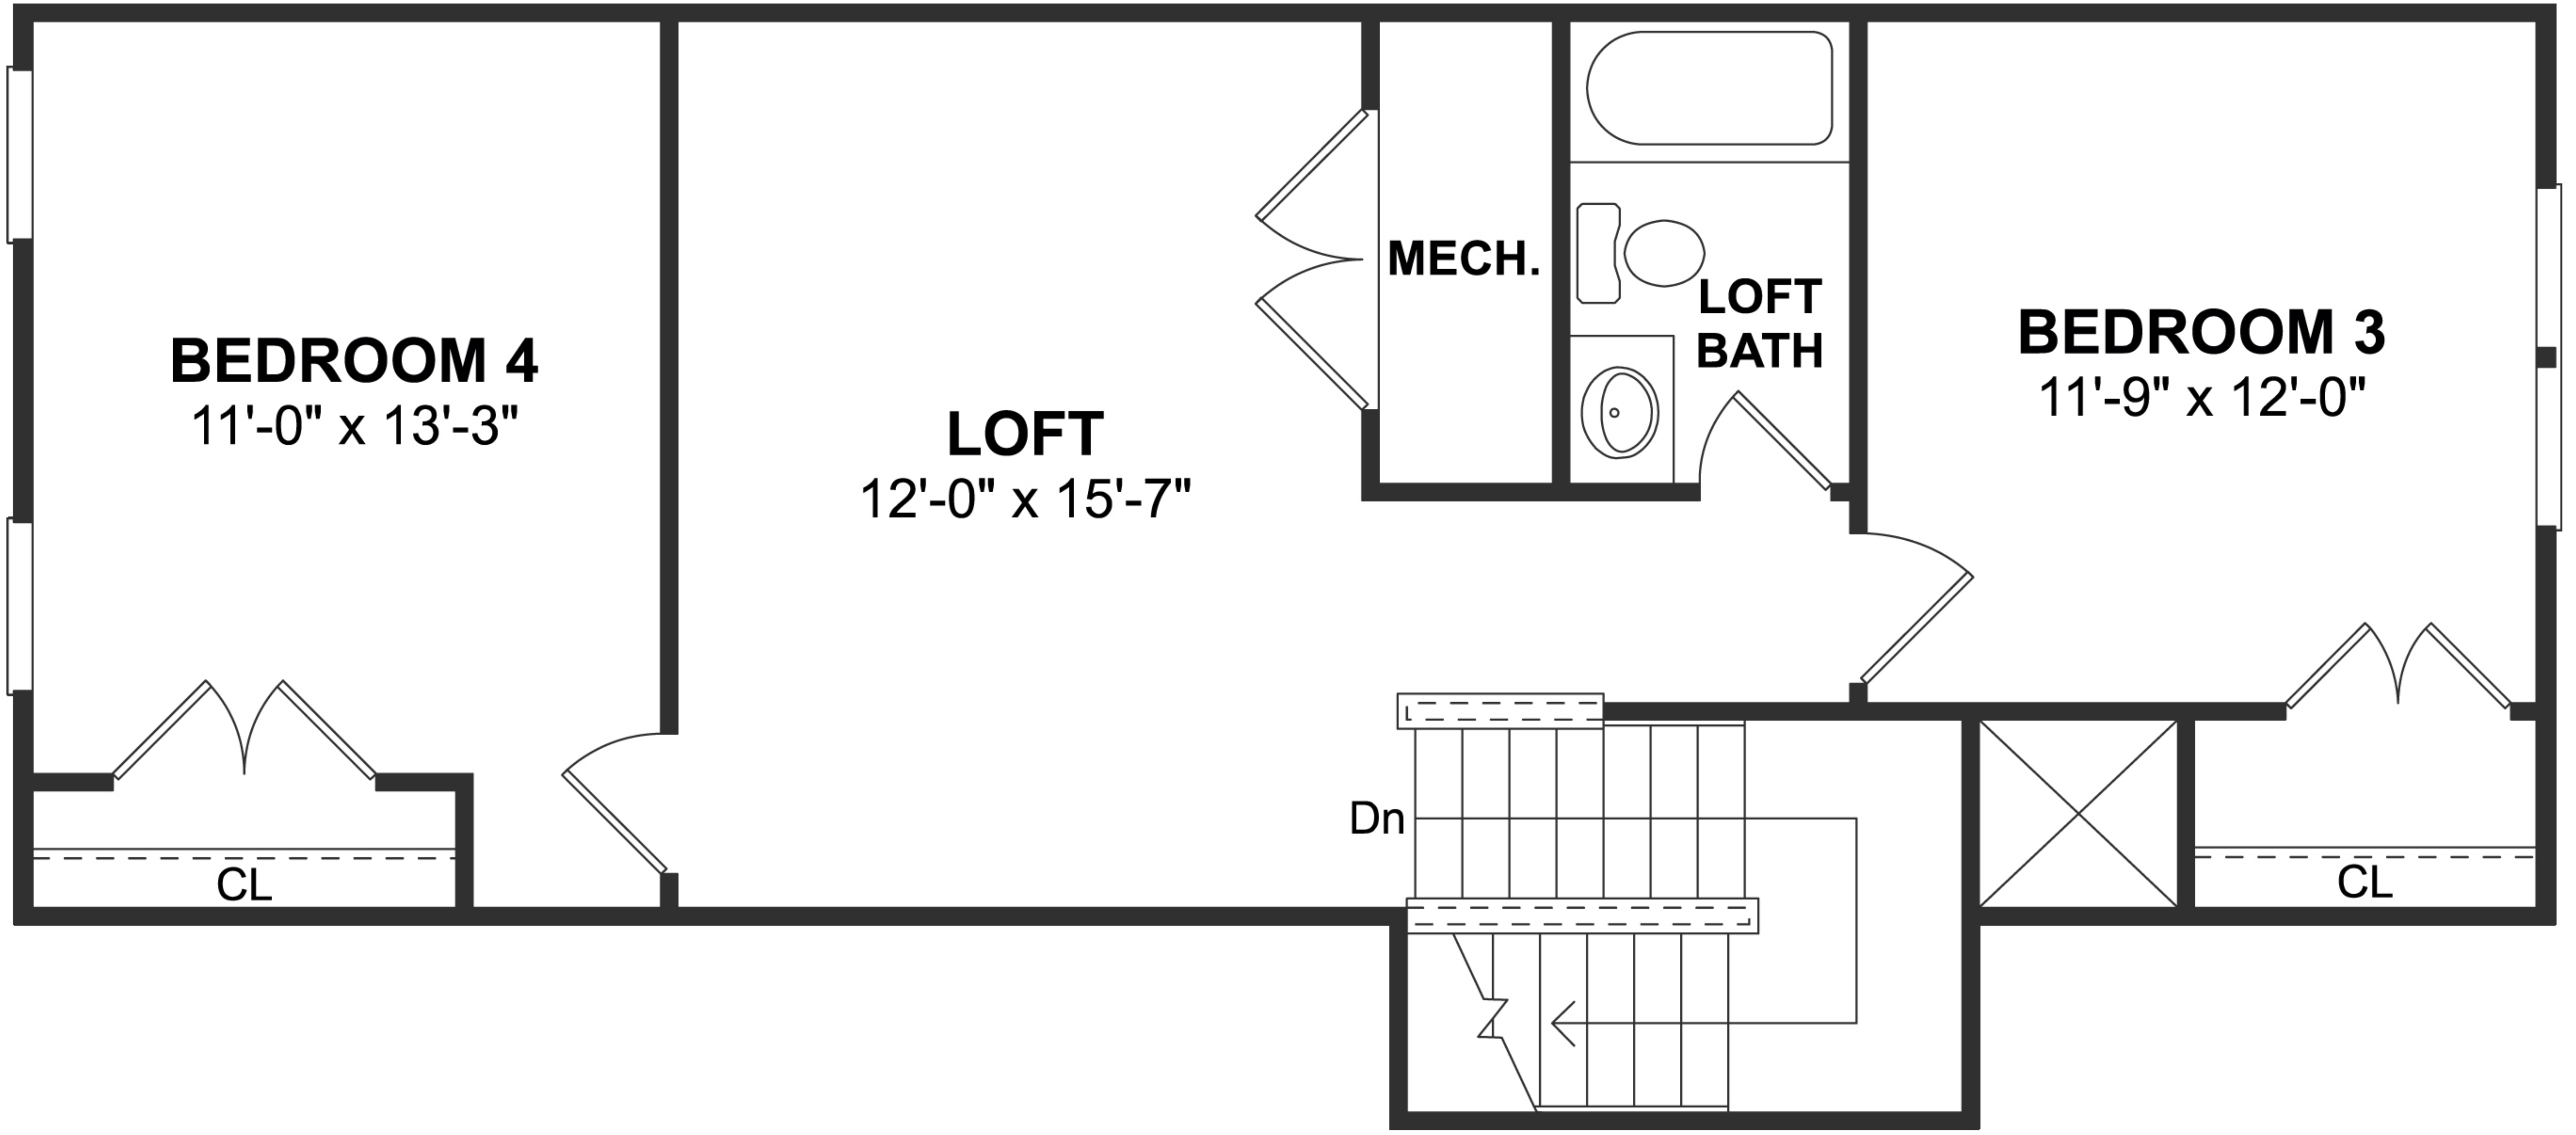 BEDROOM 4
11'-0" x 13'-3"
CL
LOFT
12'-0" x 15'-7"
MECH.
LOFT
BATH
Dn
BEDROOM 3
11'-9" x 12'-0"
CL